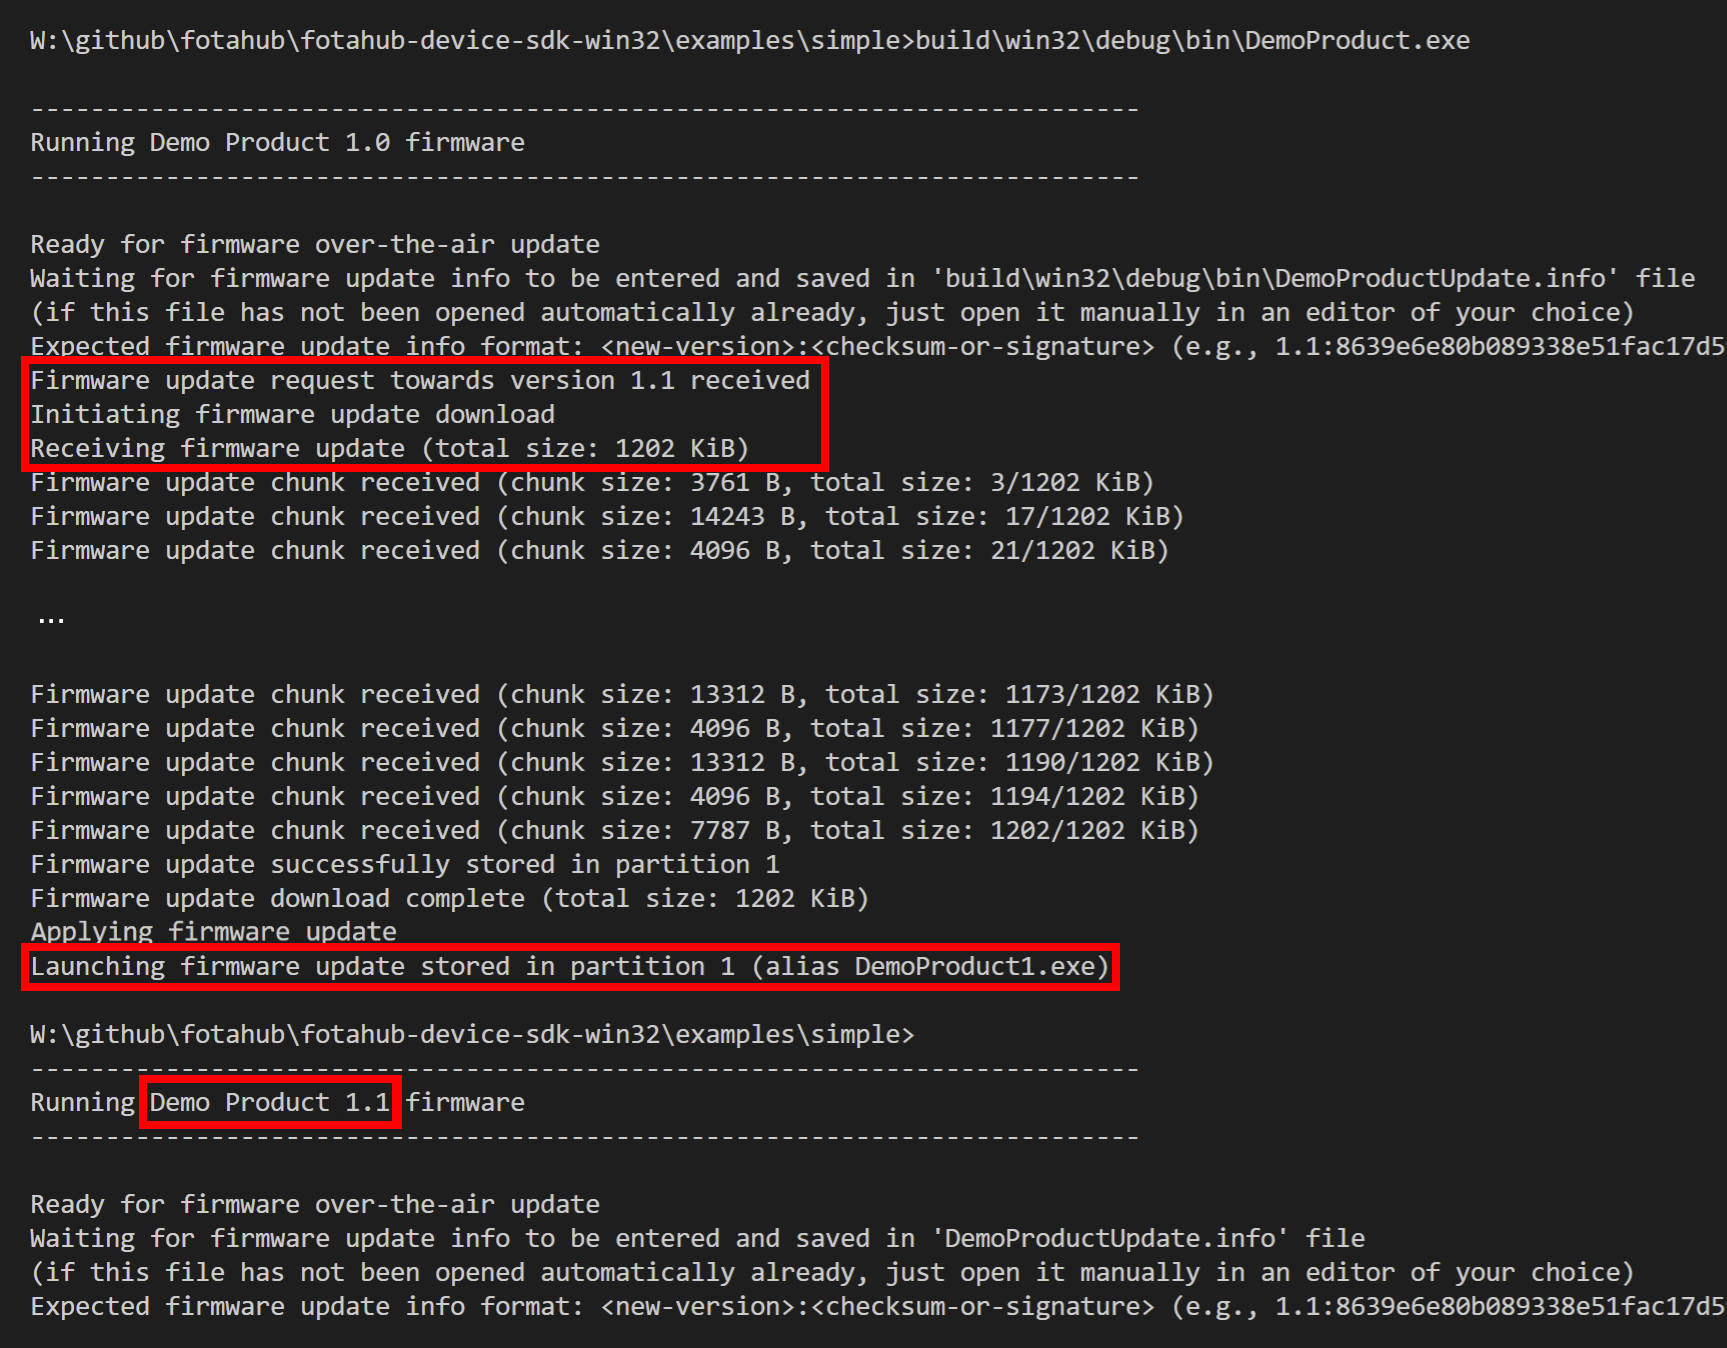 W:\github\fotahub\fotahub-device-sdk-win32\examples\simple>build\win32\debug\bin\DemoProduct.exe
--------------------------------------------------------------------------
Running Demo Product 1.0 firmware
--------------------------------------------------------------------------
Ready for firmware over-the-air update
Waiting for firmware update info to be entered and saved in 'build\win32\debug\bin\DemoProductUpdate.info' file
(if this file has not been opened automatically already, just open it manually in an editor of your choice)
Expected firmware update info format: <new-version>:<checksum-or-signature> (e.g., 1.1:8639e6e80b089338e51fac17d5
Firmware update request towards version 1.1 received
Initiating firmware update download
Receiving firmware update (total size: 1202 KiB)
Firmware update chunk received (chunk size: 3761 B, total size: 3/1202 KiB)
Firmware update chunk received (chunk size: 14243 B, total size: 17/1202 KiB)
Firmware update chunk received (chunk size: 4096 B, total size: 21/1202 KiB)
...
Firmware update chunk received (chunk size: 13312 B, total size: 1173/1202 KiB)
Firmware update chunk received (chunk size: 4096 B, total size: 1177/1202 KiB)
Firmware update chunk received (chunk size: 13312 B, total size: 1190/1202 KiB)
Firmware update chunk received (chunk size: 4096 B, total size: 1194/1202 KiB)
Firmware update chunk received (chunk size: 7787 B, total size: 1202/1202 KiB)
Firmware update successfully stored in partition 1
Firmware update download complete (total size: 1202 KiB)
Applying firmware update
Launching firmware update stored in partition 1 (alias DemoProduct1.exe)
W:\github\fotahub\fotahub-device-sdk-win32\examples\simple>
--------------------------------------------------------------------------
Running Demo Product 1.1 firmware
--------------------------------------------------------------------------
Ready for firmware over-the-air update
Waiting for firmware update info to be entered and saved in 'DemoProductUpdate.info' file
(if this file has not been opened automatically already, just open it manually in an editor of your choice)
Expected firmware update info format: <new-version>:<checksum-or-signature> (e.g., 1.1:8639e6e80b089338e51fac17d5